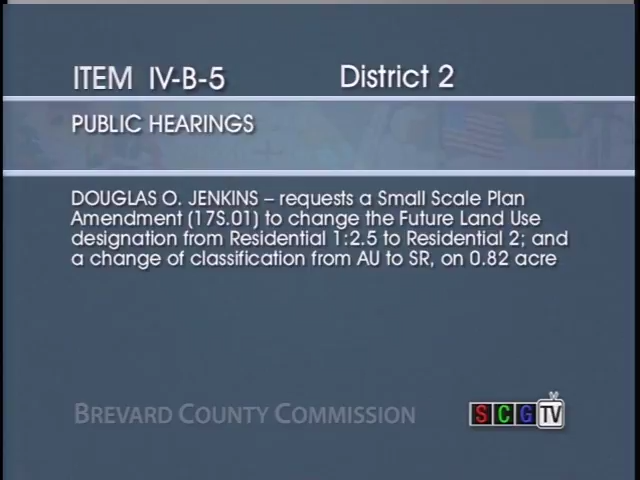 ITEM IV-B-5 District 2
PUBLIC HEARINGS
DOUGLAS O. JENKINS – requests a Small Scale Plan
Amendment (17S.01) to change the Future Land Use
designation from Residential 1:2.5 to Residential 2; and
a change of classification from AU to SR, on 0.82 acre
BREVARD COUNTY COMMISSION
SCGTV